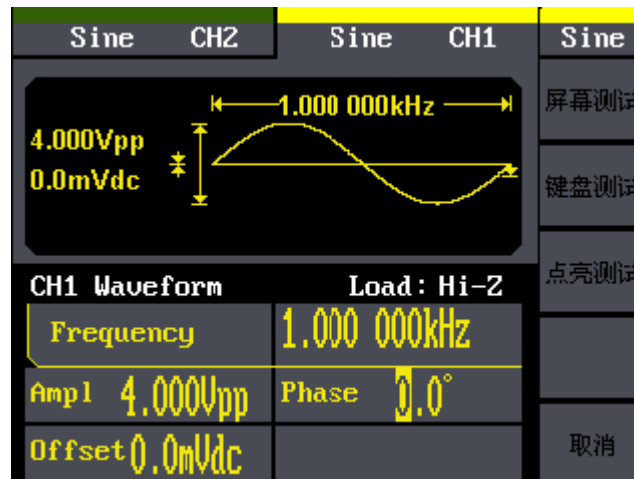 Sine CH2 Sine CH1 Sine
1.000 000kHz
4.000Vpp
0.0mVdc
屏幕测试
键盘测试
点亮测试
取消
CH1 Waveform Load: Hi-Z
Frequency 1.000 000kHz
Ampl 4.000Vpp Phase 0.0°
Offset 0.0mVdc